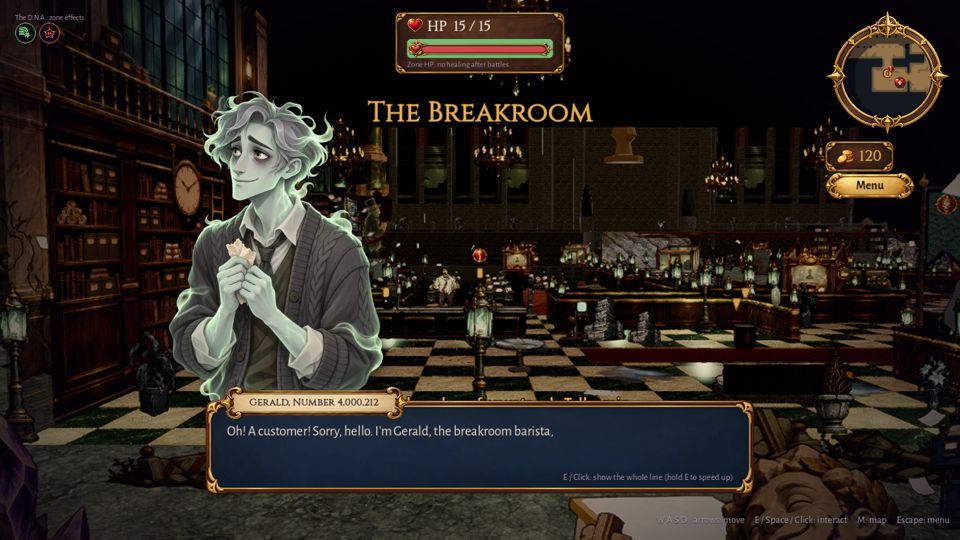 The D.N.A.: zone effects
HP 15 / 15
Zone HP: no healing after battles.
THE BREAKROOM
120
Menu
GERALD, NUMBER 4,000,212
Oh! A customer! Sorry, hello. I'm Gerald, the breakroom barista,
E / Click: show the whole line (hold E to speed up)
W A S D / arrows: move E / Space / Click: interact M: map Escape: menu